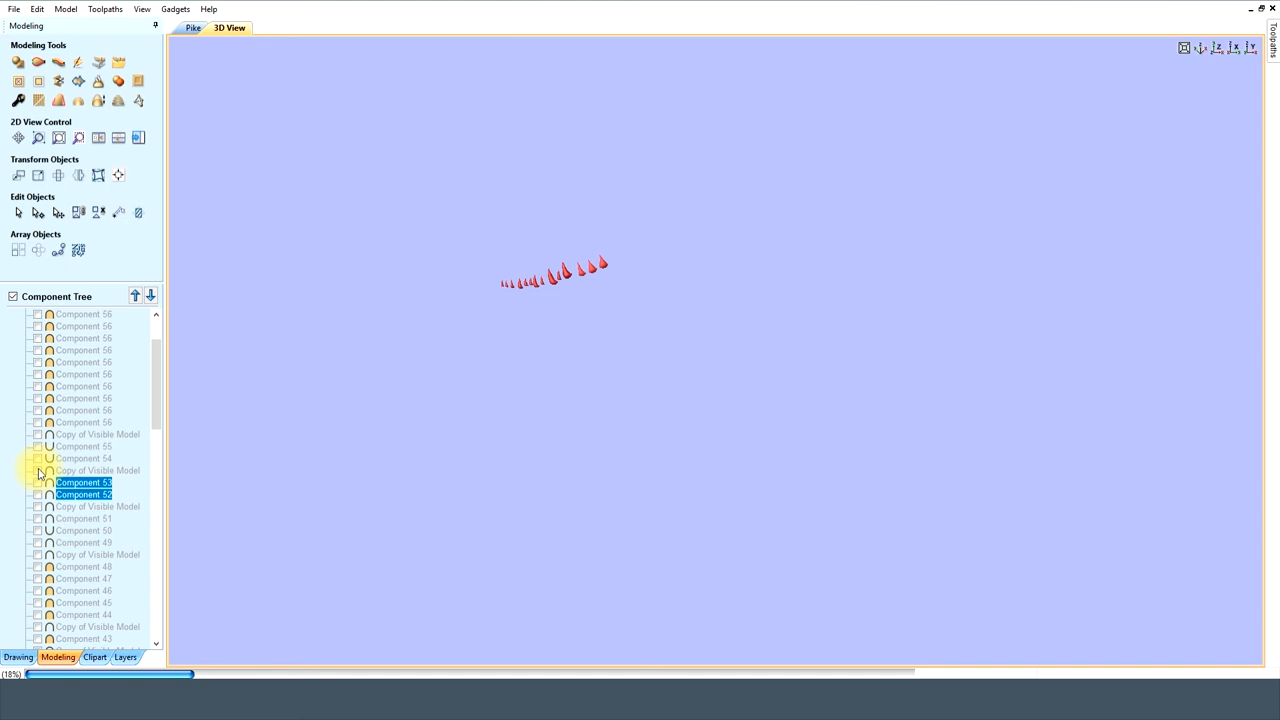 File Edit Model Toolpaths View Gadgets Help
Modeling
Pike 3D View
Toolpaths
Modeling Tools
2D View Control
Transform Objects
Edit Objects
Array Objects
Component Tree
Component 56
Component 56
Component 56
Component 56
Component 56
Component 56
Component 56
Component 56
Component 56
Component 56
Copy of Visible Model
Component 55
Component 54
Copy of Visible Model
Component 53
Component 52
Copy of Visible Model
Component 51
Component 50
Component 49
Copy of Visible Model
Component 48
Component 47
Component 46
Component 45
Component 44
Copy of Visible Model
Component 43
Drawing Modeling Clipart Layers
(18%)